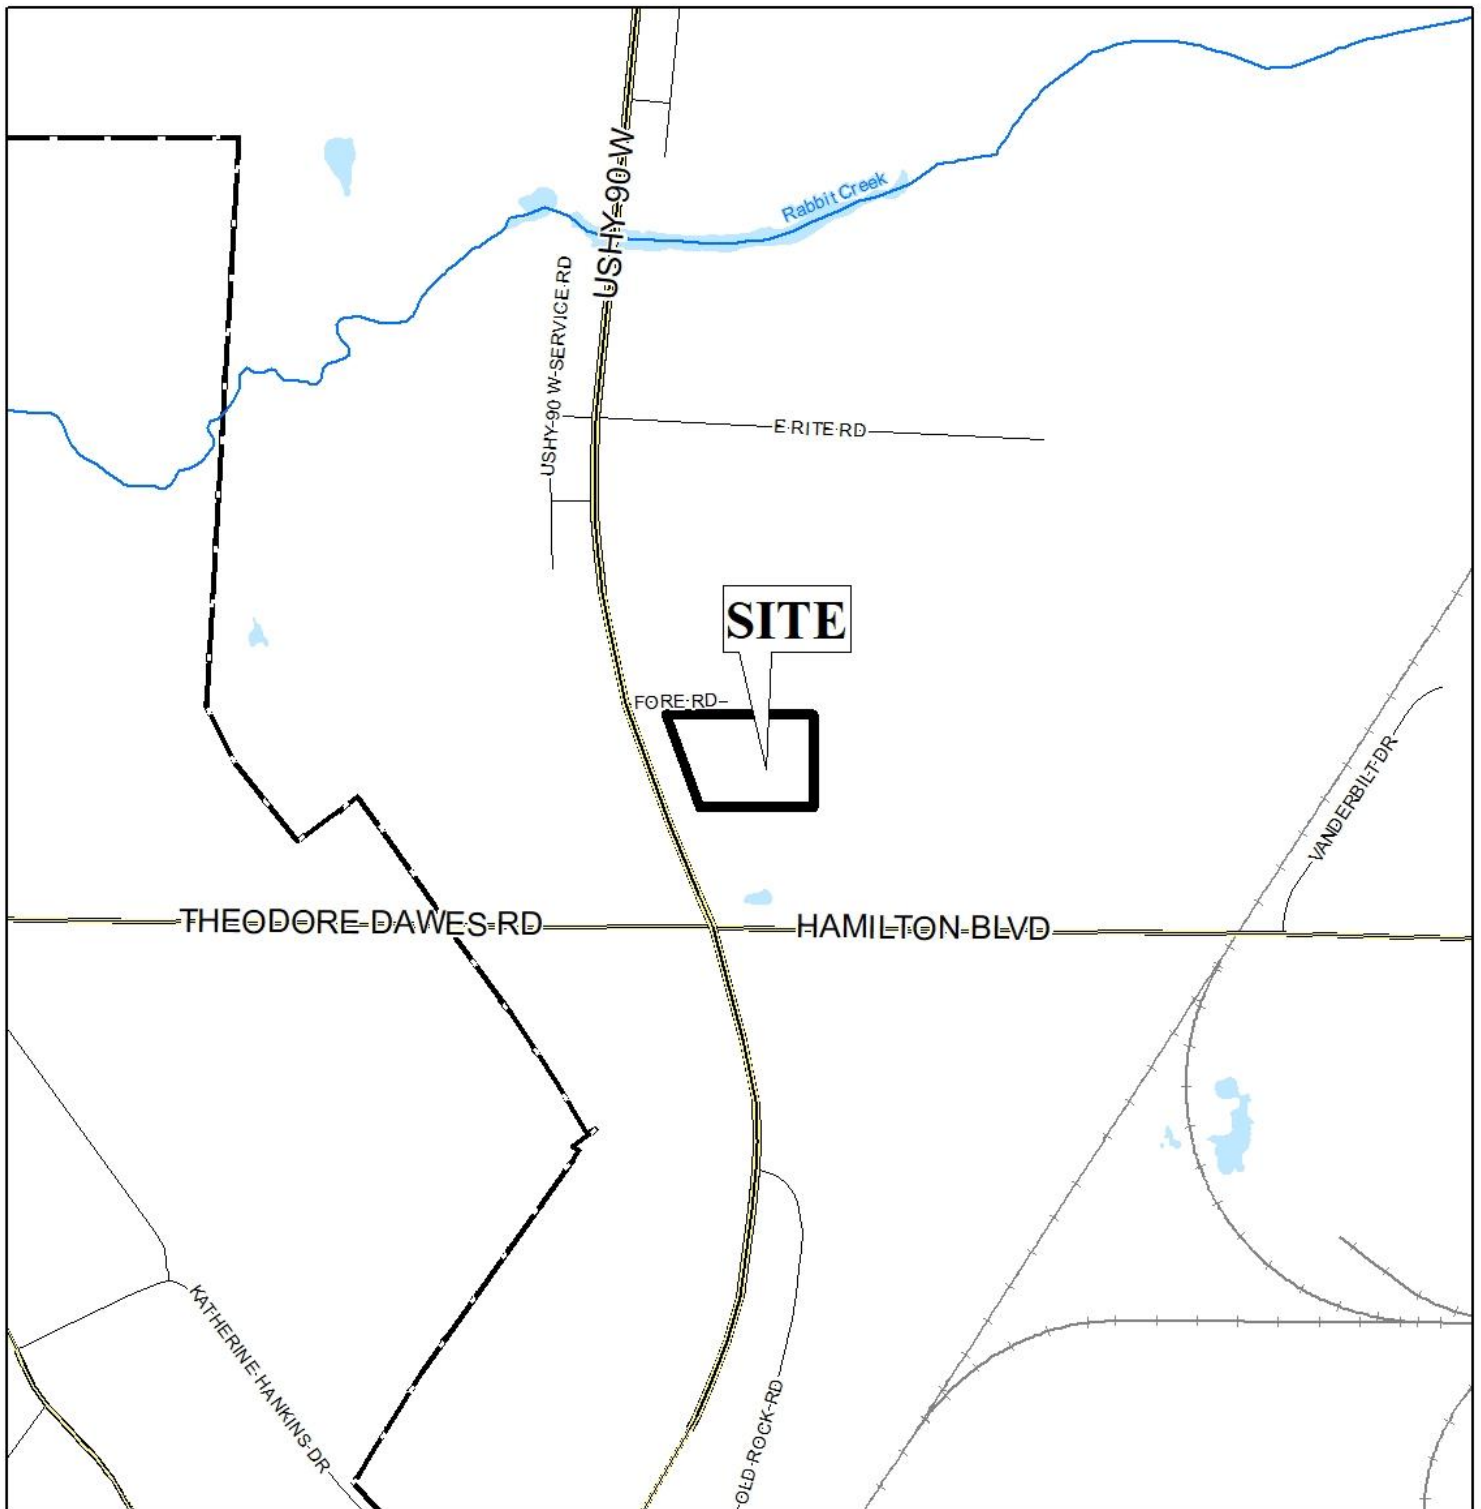 USHY 90 W
Rabbit Creek
USHY 90 W SERVICE RD
E RITE RD
SITE
FORE RD
VANDERBILT DR
THEODORE DAWES RD
HAMILTON BLVD
KATHERINE HANKINS DR
OLD ROCK RD